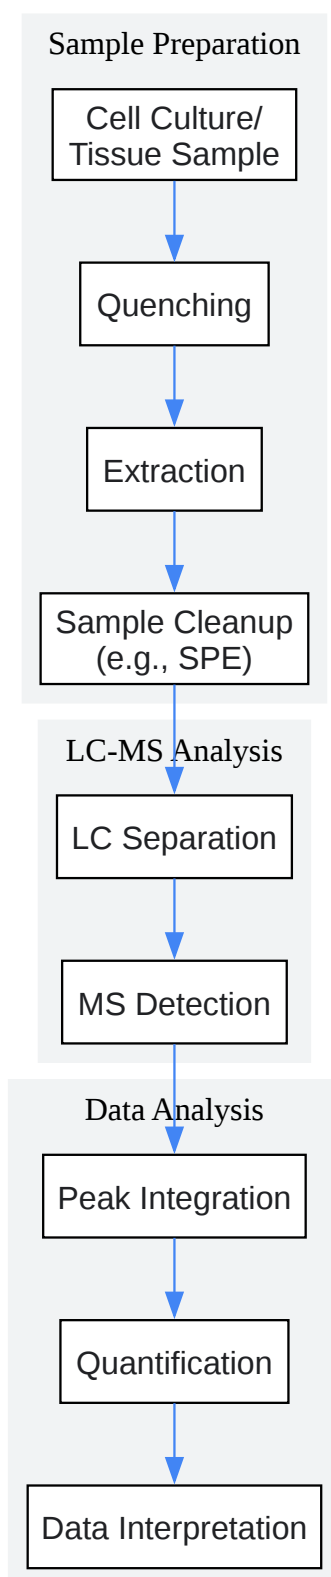 Sample Preparation
Cell Culture/
Tissue Sample
Quenching
Extraction
Sample Cleanup
(e.g., SPE)
LC-MS Analysis
LC Separation
MS Detection
Data Analysis
Peak Integration
Quantification
Data Interpretation